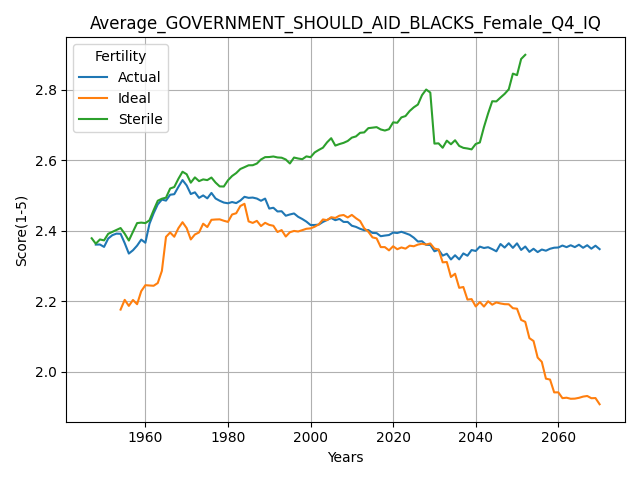 Average_GOVERNMENT_SHOULD_AID_BLACKS_Female_Q4_IQ
Fertility
Actual
Ideal
Sterile
Score(1-5)
2.8
2.6
2.4
2.2
2.0
1960 1980 2000 2020 2040 2060
Years